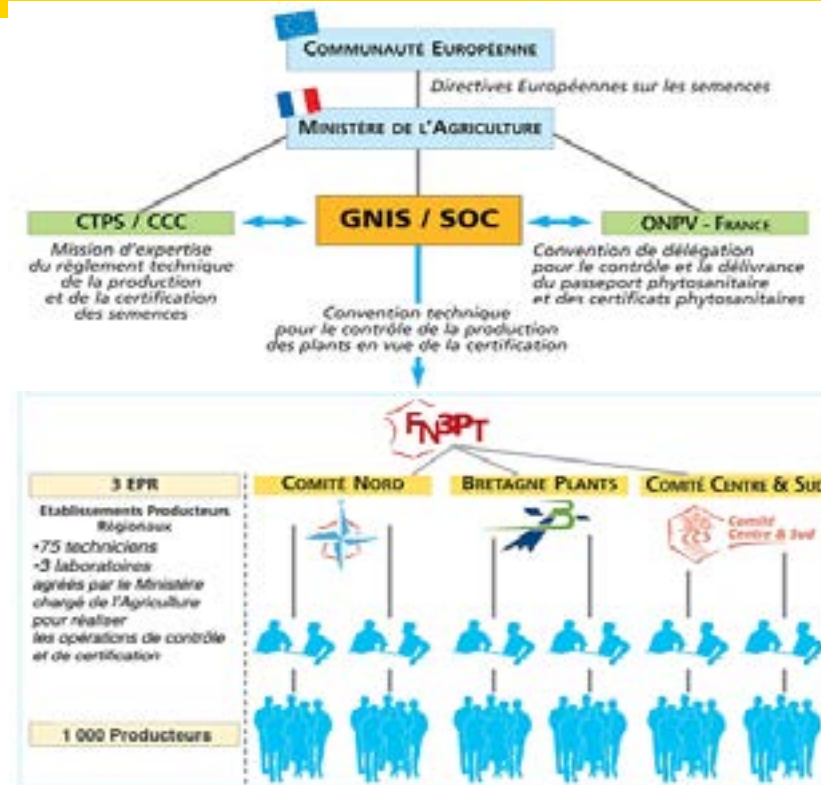 COMMUNAUTÉ EUROPÉENNE
Directives Européennes sur les semences
MINISTÈRE DE L'AGRICULTURE
CTPS / CCC
GNIS / SOC
ONPV - FRANCE
Mission d'expertise
du règlement technique
de la production
et de la certification
des semences
Convention de délégation
pour le contrôle et la délivrance
du passeport phytosanitaire
et des certificats phytosanitaires
Convention technique
pour le contrôle de la production
des plants en vue de la certification
FN3PT
3 EPR
COMITÉ NORD
BRETAGNE PLANTS
COMITÉ CENTRE & SUD
Etablissements Producteurs
Régionaux
•75 techniciens
•3 laboratoires
agréés par le Ministère
chargé de l'Agriculture
pour réaliser
les opérations de contrôle
et de certification
CCS
Comité
Centre & Sud
1 000 Producteurs